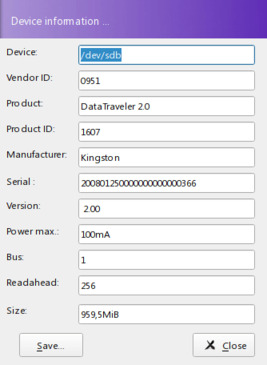 Device information ...
Device: /dev/sdb
Vendor ID: 0951
Product: DataTraveler 2.0
Product ID: 1607
Manufacturer: Kingston
Serial : 200801250000000000000366
Version: 2.00
Power max.: 100mA
Bus: 1
Readahead: 256
Size: 959,5MiB
Save... Close